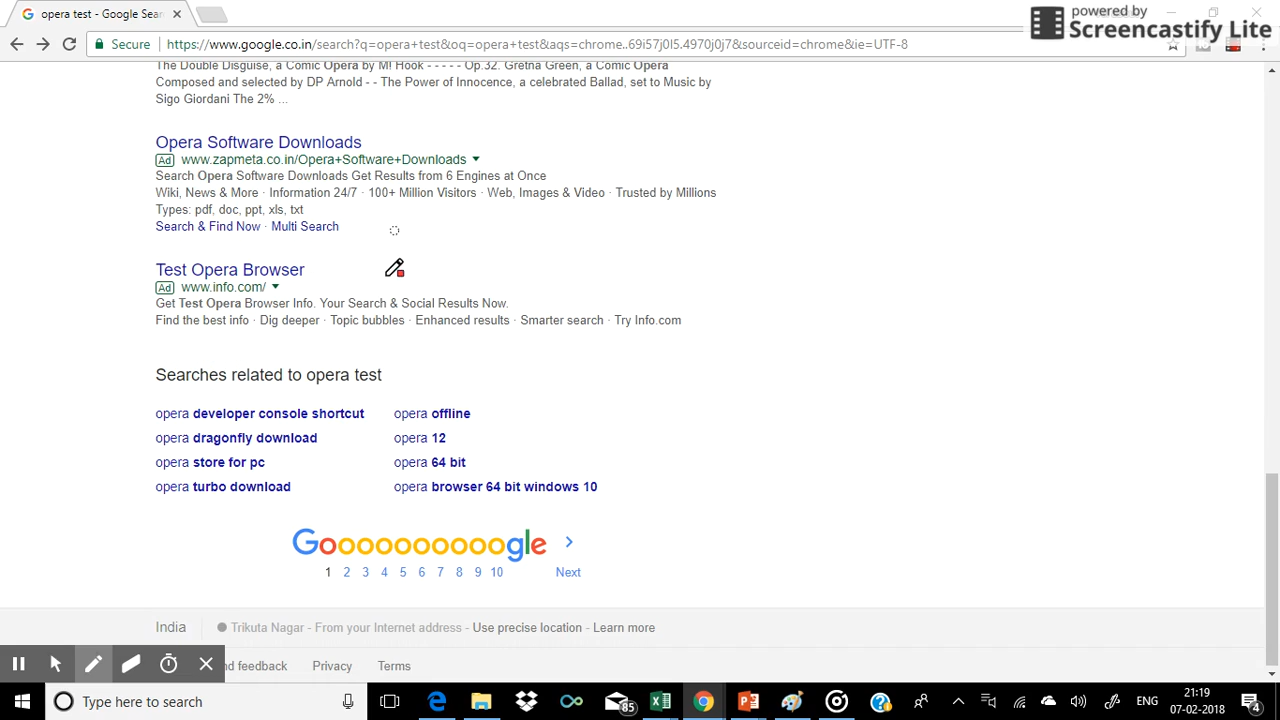 opera test - Google Sear
powered by
Screencastify Lite
Secure
https://www.google.co.in/search?q=opera+test&oq=opera+test&aqs=chrome..69i57j0l5.4970j0j7&sourceid=chrome&ie=UTF-8
The Double Disguise, a Comic Opera by M! Hook - - - - - Op.32. Gretna Green, a Comic Opera
Composed and selected by DP Arnold - - The Power of Innocence, a celebrated Ballad, set to Music by
Sigo Giordani The 2% ...
Opera Software Downloads
Ad www.zapmeta.co.in/Opera+Software+Downloads
Search Opera Software Downloads Get Results from 6 Engines at Once
Wiki, News & More · Information 24/7 · 100+ Million Visitors · Web, Images & Video · Trusted by Millions
Types: pdf, doc, ppt, xls, txt
Search & Find Now · Multi Search
Test Opera Browser
Ad www.info.com/
Get Test Opera Browser Info. Your Search & Social Results Now.
Find the best info · Dig deeper · Topic bubbles · Enhanced results · Smarter search · Try Info.com
Searches related to opera test
opera developer console shortcut opera offline
opera dragonfly download opera 12
opera store for pc opera 64 bit
opera turbo download opera browser 64 bit windows 10
Goooooooooogle
1 2 3 4 5 6 7 8 9 10 Next
India Trikuta Nagar - From your Internet address - Use precise location - Learn more
nd feedback Privacy Terms
Type here to search
85
ENG
21:19
07-02-2018
4